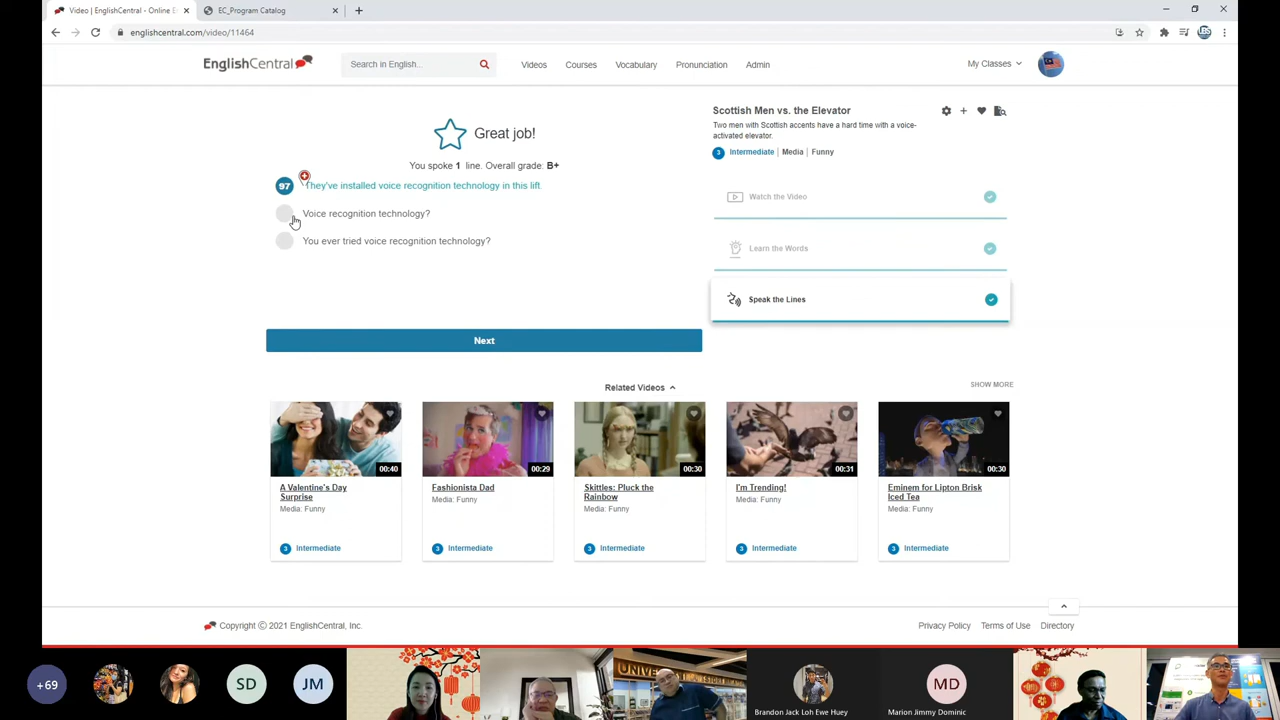 Video | EnglishCentral - Online E
EC_Program Catalog
englishcentral.com/video/11464
EnglishCentral
Search in English...
Videos
Courses
Vocabulary
Pronunciation
Admin
My Classes
Great job!
You spoke 1 line. Overall grade: B+
97 They've installed voice recognition technology in this lift.
Voice recognition technology?
You ever tried voice recognition technology?
Next
Scottish Men vs. the Elevator
Two men with Scottish accents have a hard time with a voice-
activated elevator.
3 Intermediate | Media | Funny
Watch the Video
Learn the Words
Speak the Lines
Related Videos
SHOW MORE
00:40
00:29
00:30
00:31
00:30
A Valentine's Day
Surprise
Media: Funny
3 Intermediate
Fashionista Dad
Media: Funny
3 Intermediate
Skittles: Pluck the
Rainbow
Media: Funny
3 Intermediate
I'm Trending!
Media: Funny
3 Intermediate
Eminem for Lipton Brisk
Iced Tea
Media: Funny
3 Intermediate
Copyright © 2021 EnglishCentral, Inc.
Privacy Policy
Terms of Use
Directory
+69
SD
JM
MD
Brandon Jack Loh Ewe Huey
Marion Jimmy Dominic